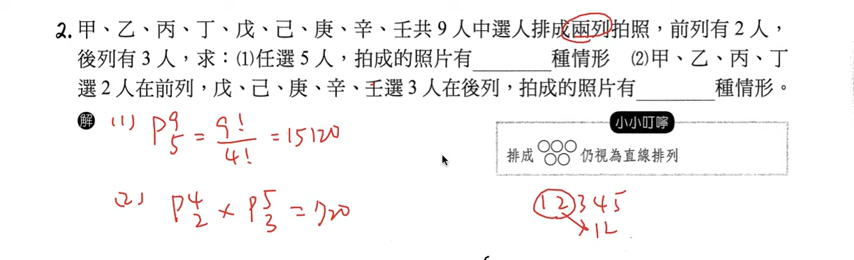 2. 甲、乙、丙、丁、戊、己、庚、辛、壬共 9 人中選人排成兩列拍照,前列有 2 人,
後列有 3 人,求:⑴任選 5 人,拍成的照片有________種情形 ⑵甲、乙、丙、丁
選 2 人在前列,戊、己、庚、辛、壬選 3 人在後列,拍成的照片有________種情形。
解
(1) P⁹₅ = 9!/4! = 15120
小小叮嚀
排成○○○○○仍視為直線排列
(2) P⁴₂ × P⁵₃ = 720
1 2 3 4 5
12